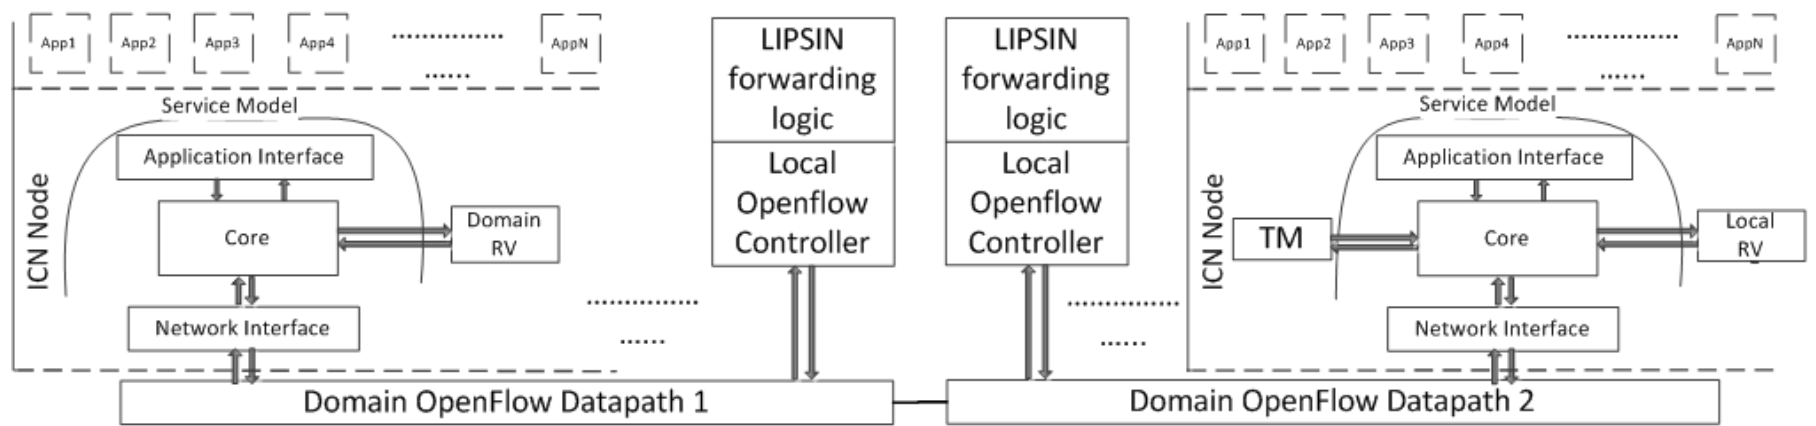 App1
App2
App3
App4
....................
......
AppN
Service Model
Application Interface
ICN Node
Core
Domain
RV
Network Interface
....................
......
LIPSIN
forwarding
logic
Local
Openflow
Controller
Domain OpenFlow Datapath 1
LIPSIN
forwarding
logic
Local
Openflow
Controller
....................
......
App1
App2
App3
App4
....................
......
AppN
Service Model
Application Interface
ICN Node
TM
Core
Local
RV
Network Interface
Domain OpenFlow Datapath 2